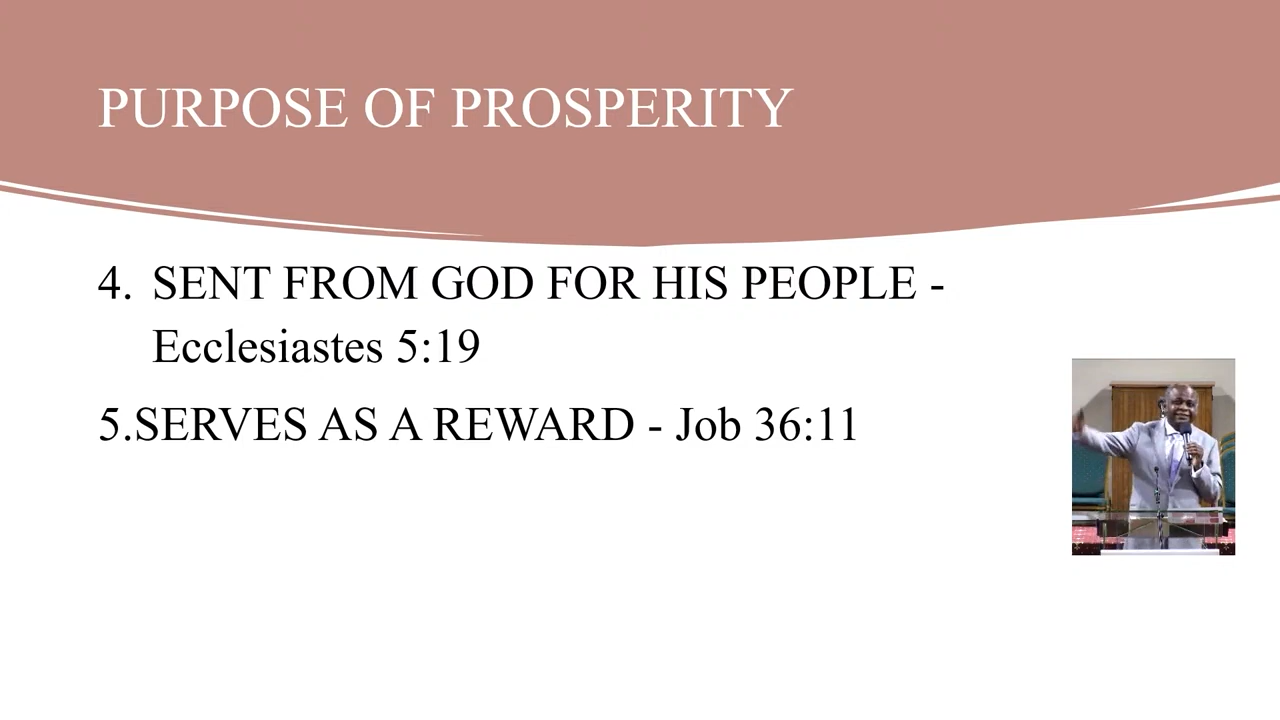 PURPOSE OF PROSPERITY
4. SENT FROM GOD FOR HIS PEOPLE -
Ecclesiastes 5:19
5.SERVES AS A REWARD - Job 36:11